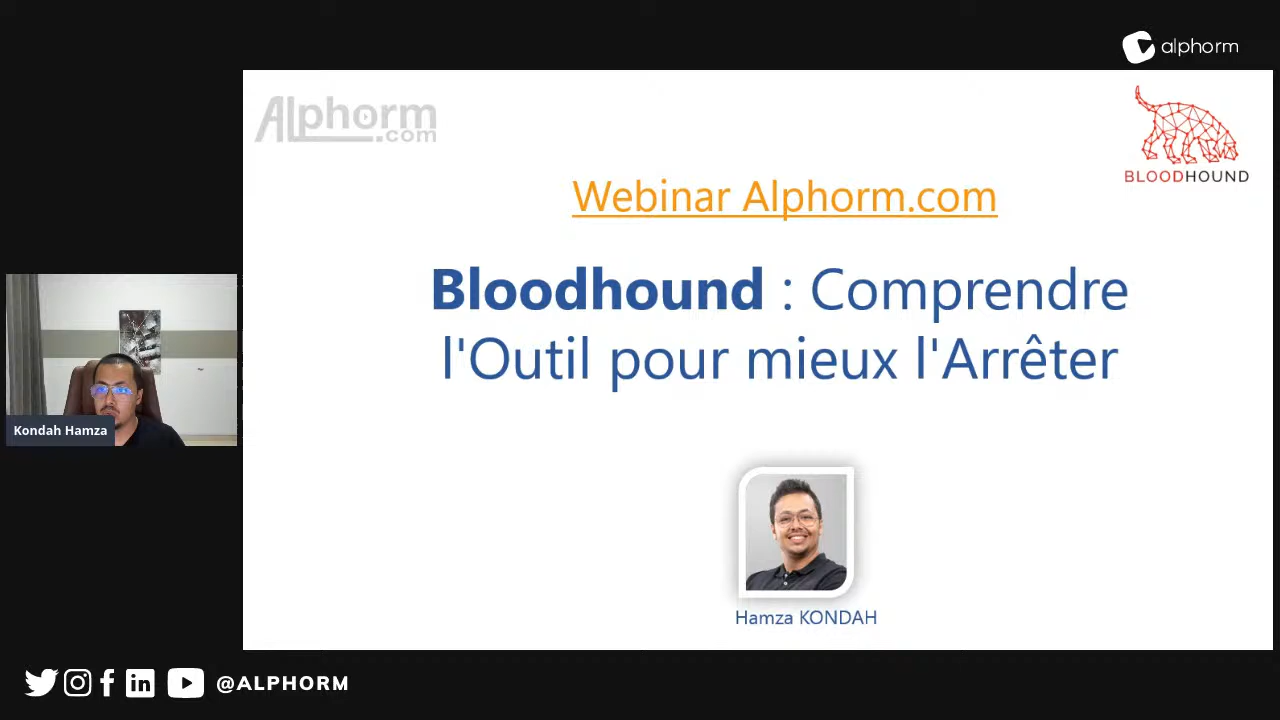 alphorm
Alphorm
.com
BLOODHOUND
Webinar Alphorm.com
Bloodhound : Comprendre
l'Outil pour mieux l'Arrêter
Kondah Hamza
Hamza KONDAH
@ALPHORM